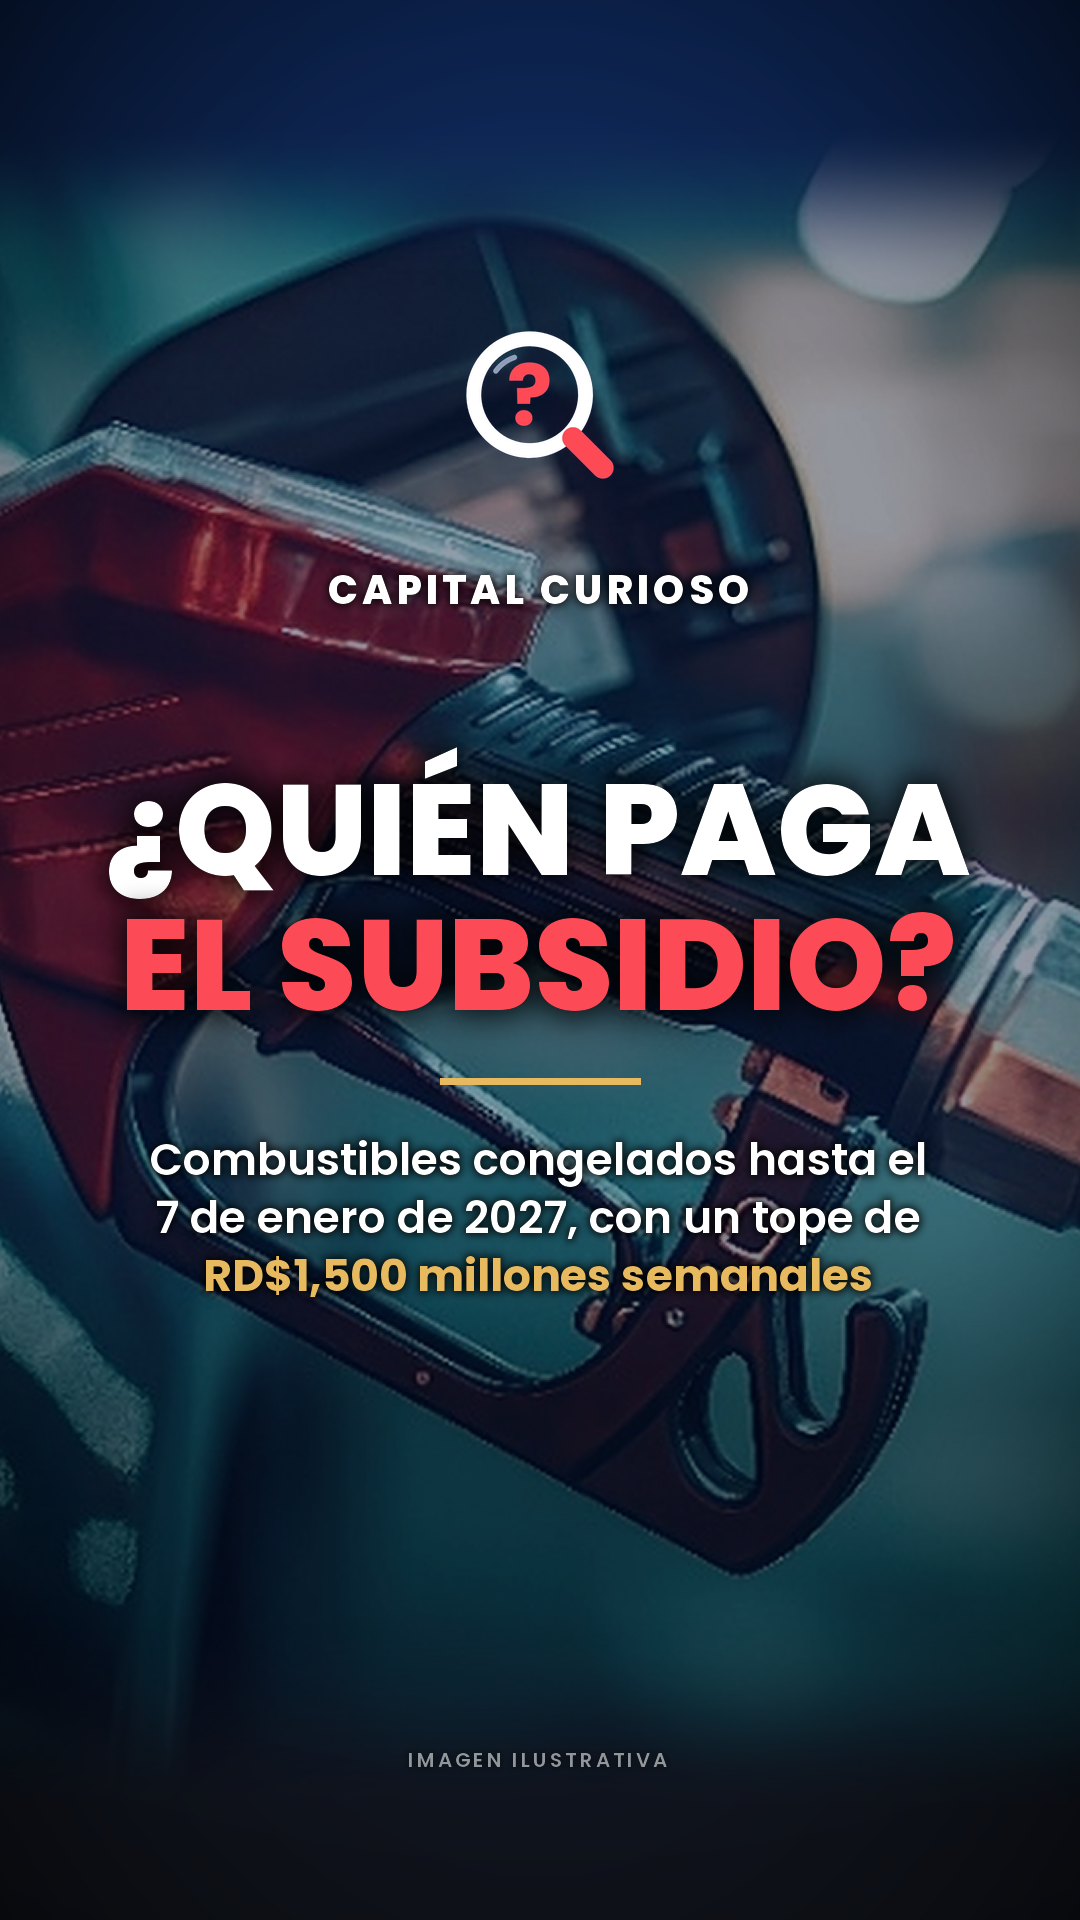 ?
CAPITAL CURIOSO
¿QUIÉN PAGA
EL SUBSIDIO?
Combustibles congelados hasta el
7 de enero de 2027, con un tope de
RD$1,500 millones semanales
IMAGEN ILUSTRATIVA